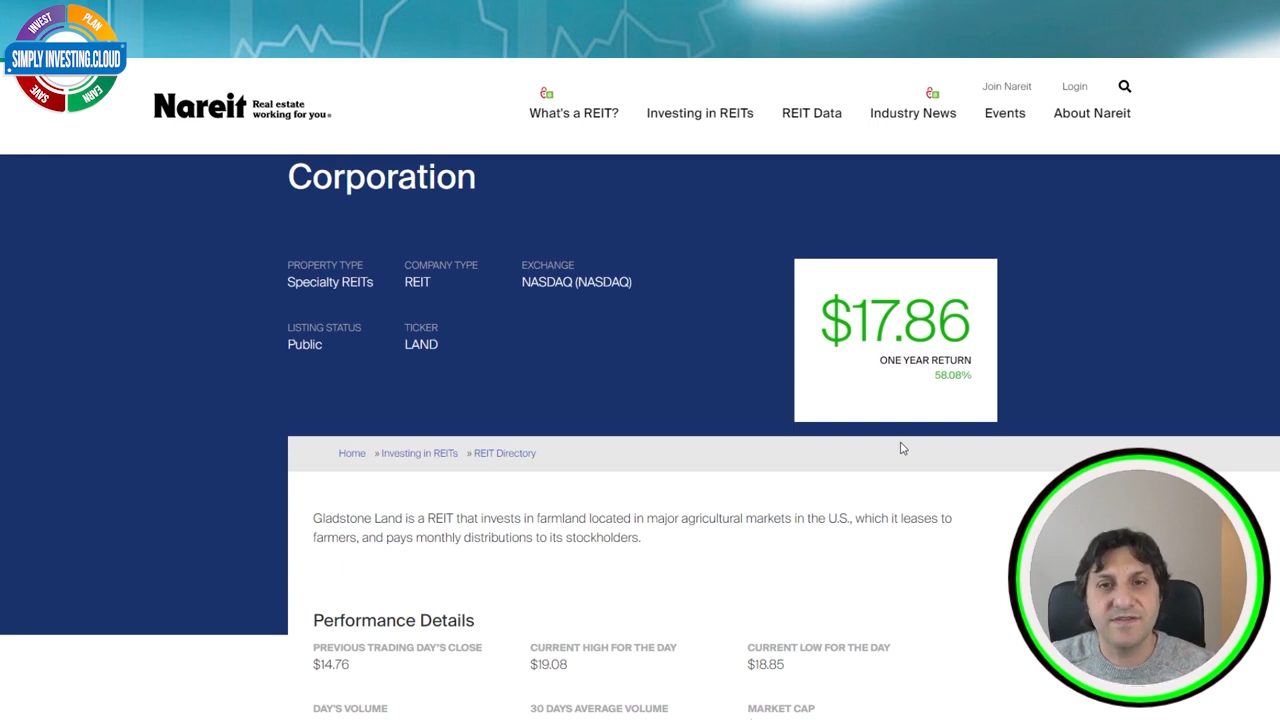 INVEST
PLAN
SIMPLY INVESTING.CLOUD
SAVE
EARN
Join Nareit
Login
Nareit
Real estate
working for you.
What's a REIT?
Investing in REITs
REIT Data
Industry News
Events
About Nareit
Corporation
PROPERTY TYPE
COMPANY TYPE
EXCHANGE
Specialty REITs
REIT
NASDAQ (NASDAQ)
LISTING STATUS
TICKER
Public
LAND
$17.86
ONE YEAR RETURN
58.08%
Home » Investing in REITs » REIT Directory
Gladstone Land is a REIT that invests in farmland located in major agricultural markets in the U.S., which it leases to
farmers, and pays monthly distributions to its stockholders.
Performance Details
PREVIOUS TRADING DAY'S CLOSE
CURRENT HIGH FOR THE DAY
CURRENT LOW FOR THE DAY
$14.76
$19.08
$18.85
DAY'S VOLUME
30 DAYS AVERAGE VOLUME
MARKET CAP